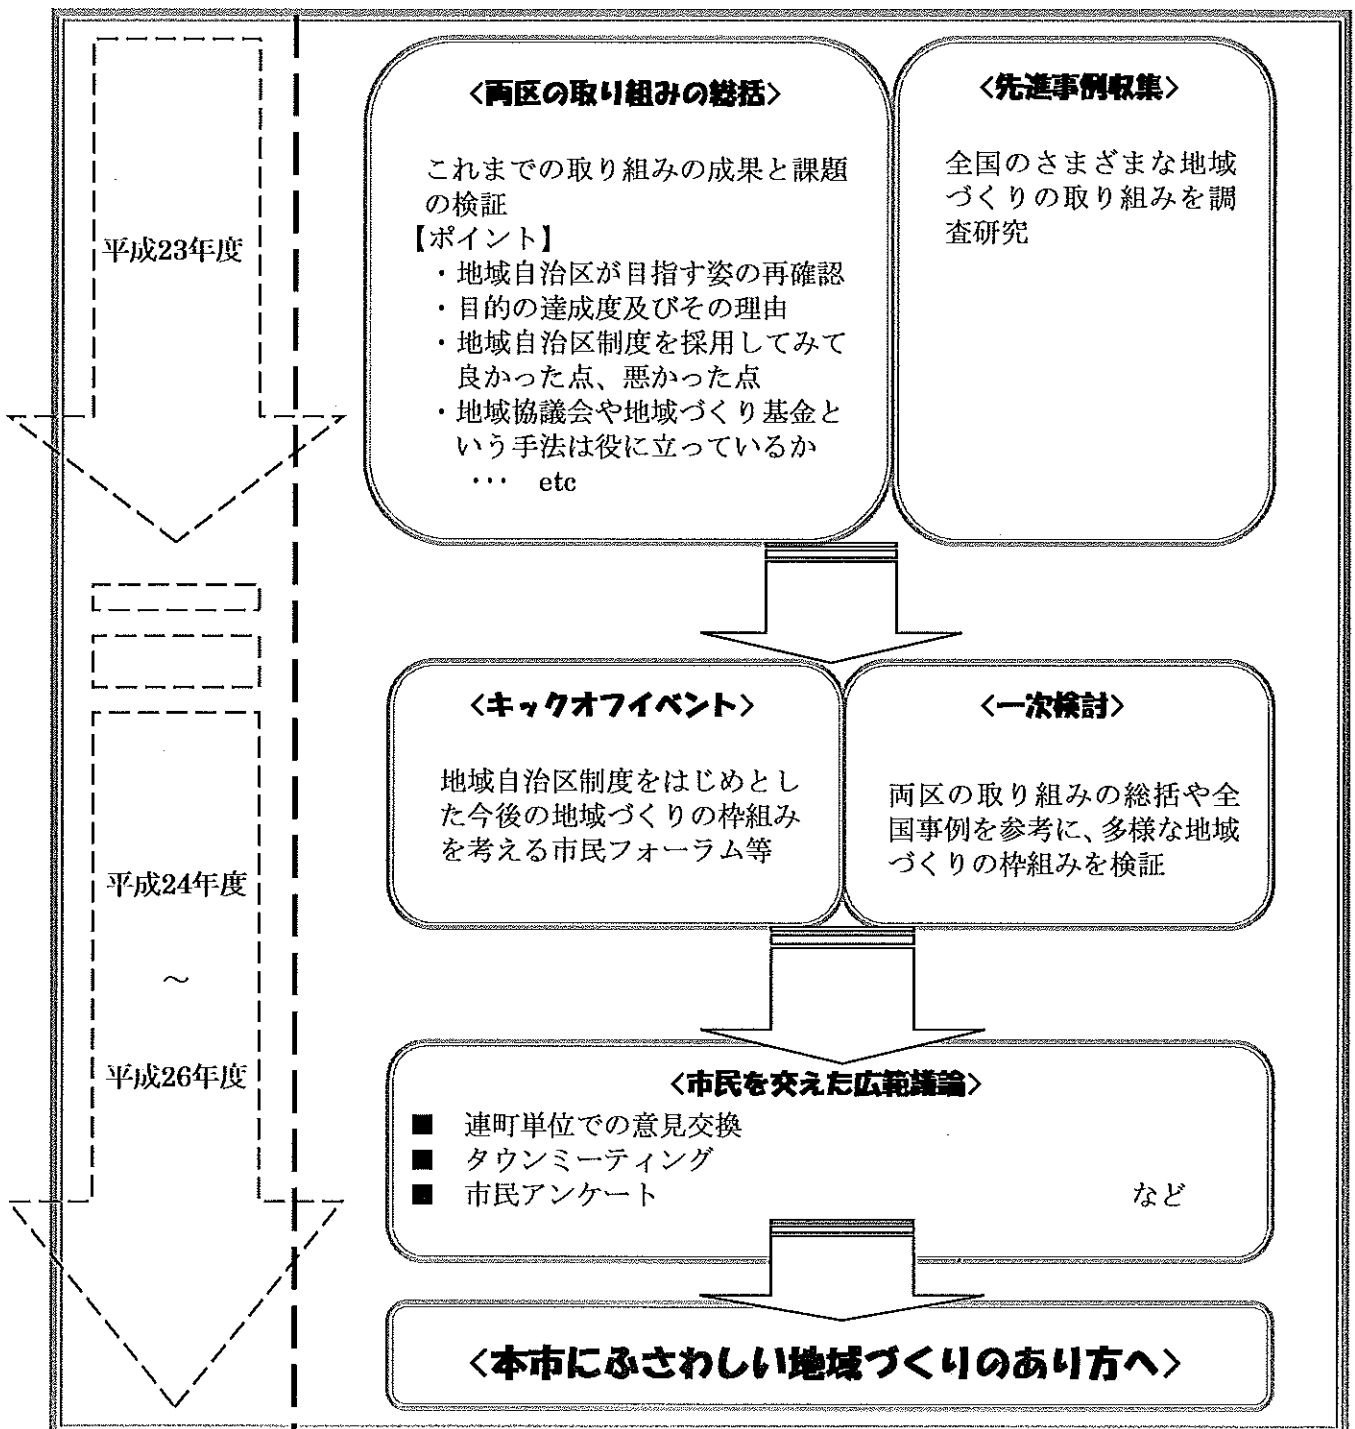 平成23年度
<両区の取り組みの総括>
これまでの取り組みの成果と課題
の検証
【ポイント】
・地域自治区が目指す姿の再確認
・目的の達成度及びその理由
・地域自治区制度を採用してみて
良かった点、悪かった点
・地域協議会や地域づくり基金と
いう手法は役に立っているか
… etc
<先進事例収集>
全国のさまざまな地域
づくりの取り組みを調
査研究
平成24年度
～
平成26年度
<キックオフイベント>
地域自治区制度をはじめとし
た今後の地域づくりの枠組み
を考える市民フォーラム等
<一次検討>
両区の取り組みの総括や全
国事例を参考に、多様な地域
づくりの枠組みを検証
<市民を交えた広範議論>
■ 連町単位での意見交換
■ タウンミーティング
■ 市民アンケート など
<本市にふさわしい地域づくりのあり方へ>